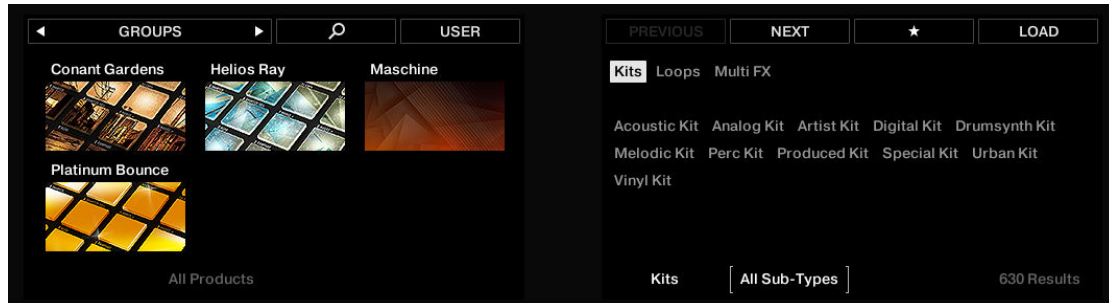 GROUPS
USER
PREVIOUS
NEXT
LOAD
Conant Gardens
Helios Ray
Maschine
Platinum Bounce
All Products
Kits Loops Multi FX
Acoustic Kit Analog Kit Artist Kit Digital Kit Drumsynth Kit
Melodic Kit Perc Kit Produced Kit Special Kit Urban Kit
Vinyl Kit
Kits
All Sub-Types
630 Results